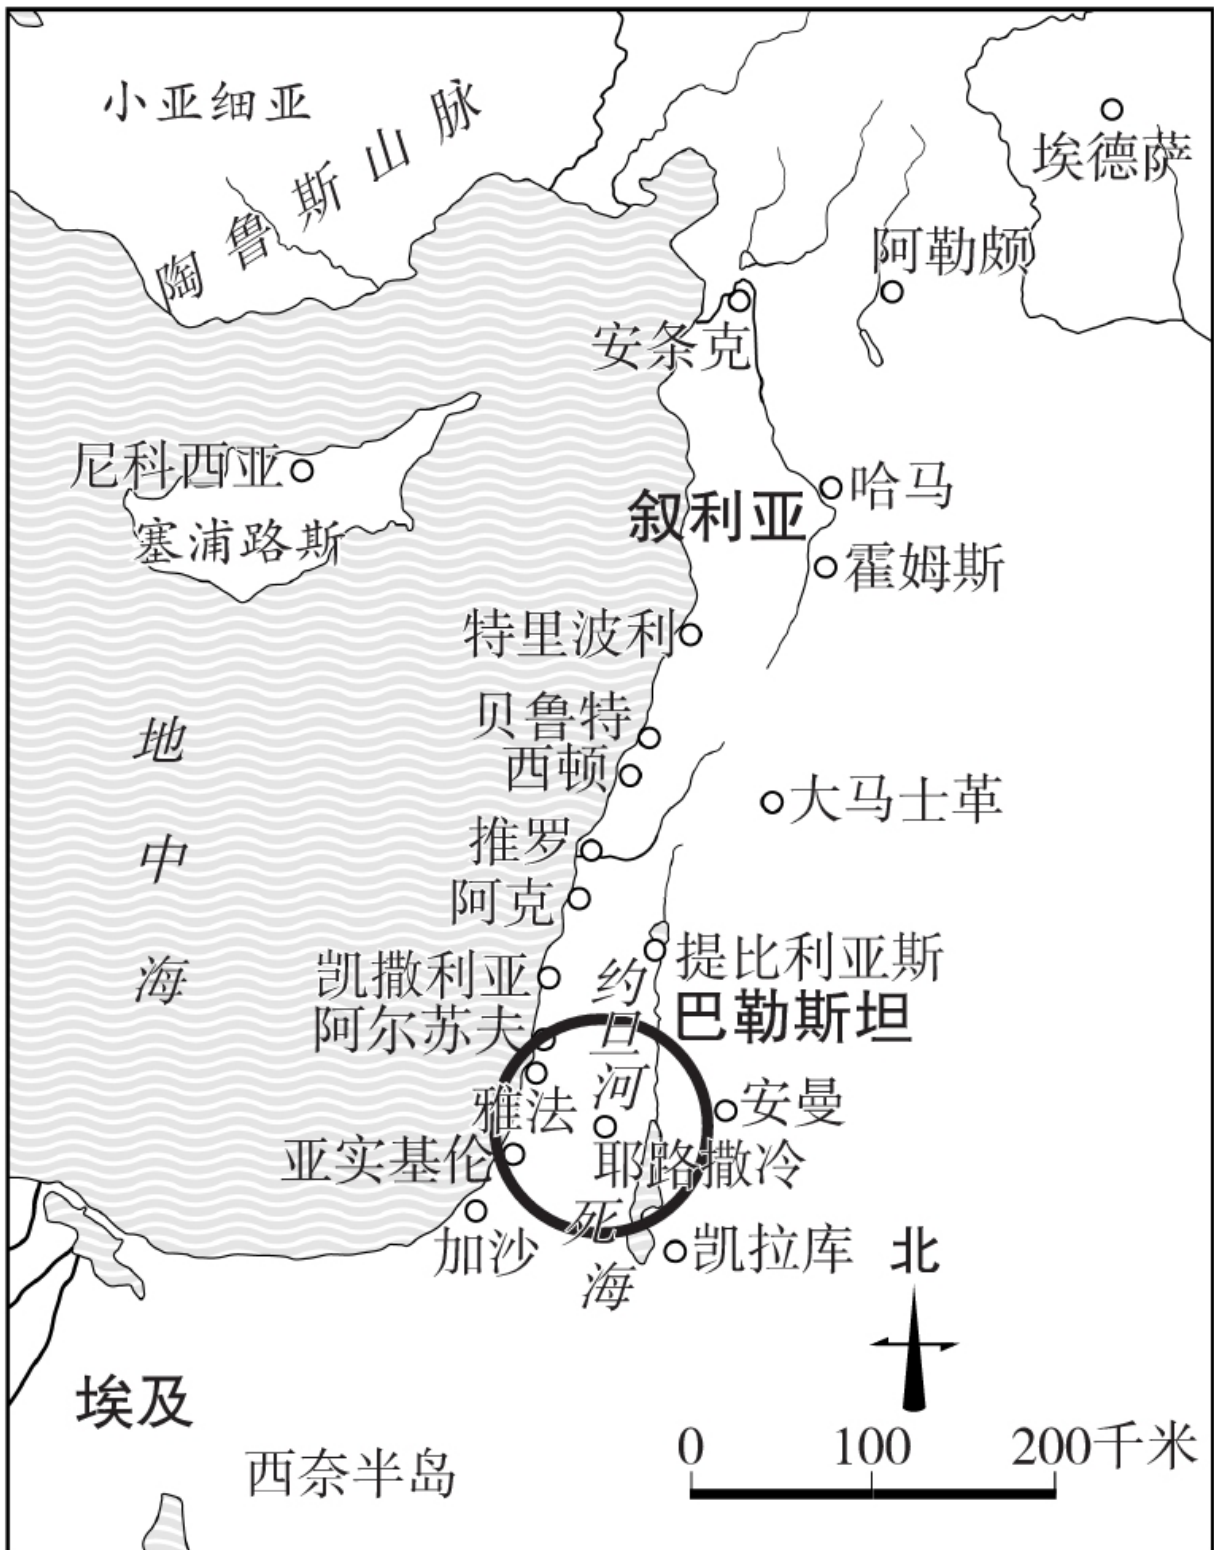 小亚细亚
陶鲁斯山脉
埃德萨
阿勒颇
安条克
尼科西亚
塞浦路斯
叙利亚
哈马
霍姆斯
特里波利
贝鲁特
西顿
大马士革
推罗
阿克
地中海
凯撒利亚
提比利亚斯
约旦河
巴勒斯坦
阿尔苏夫
雅法
安曼
亚实基伦
耶路撒冷
死海
加沙
凯拉库
北
埃及
西奈半岛
0 100 200千米